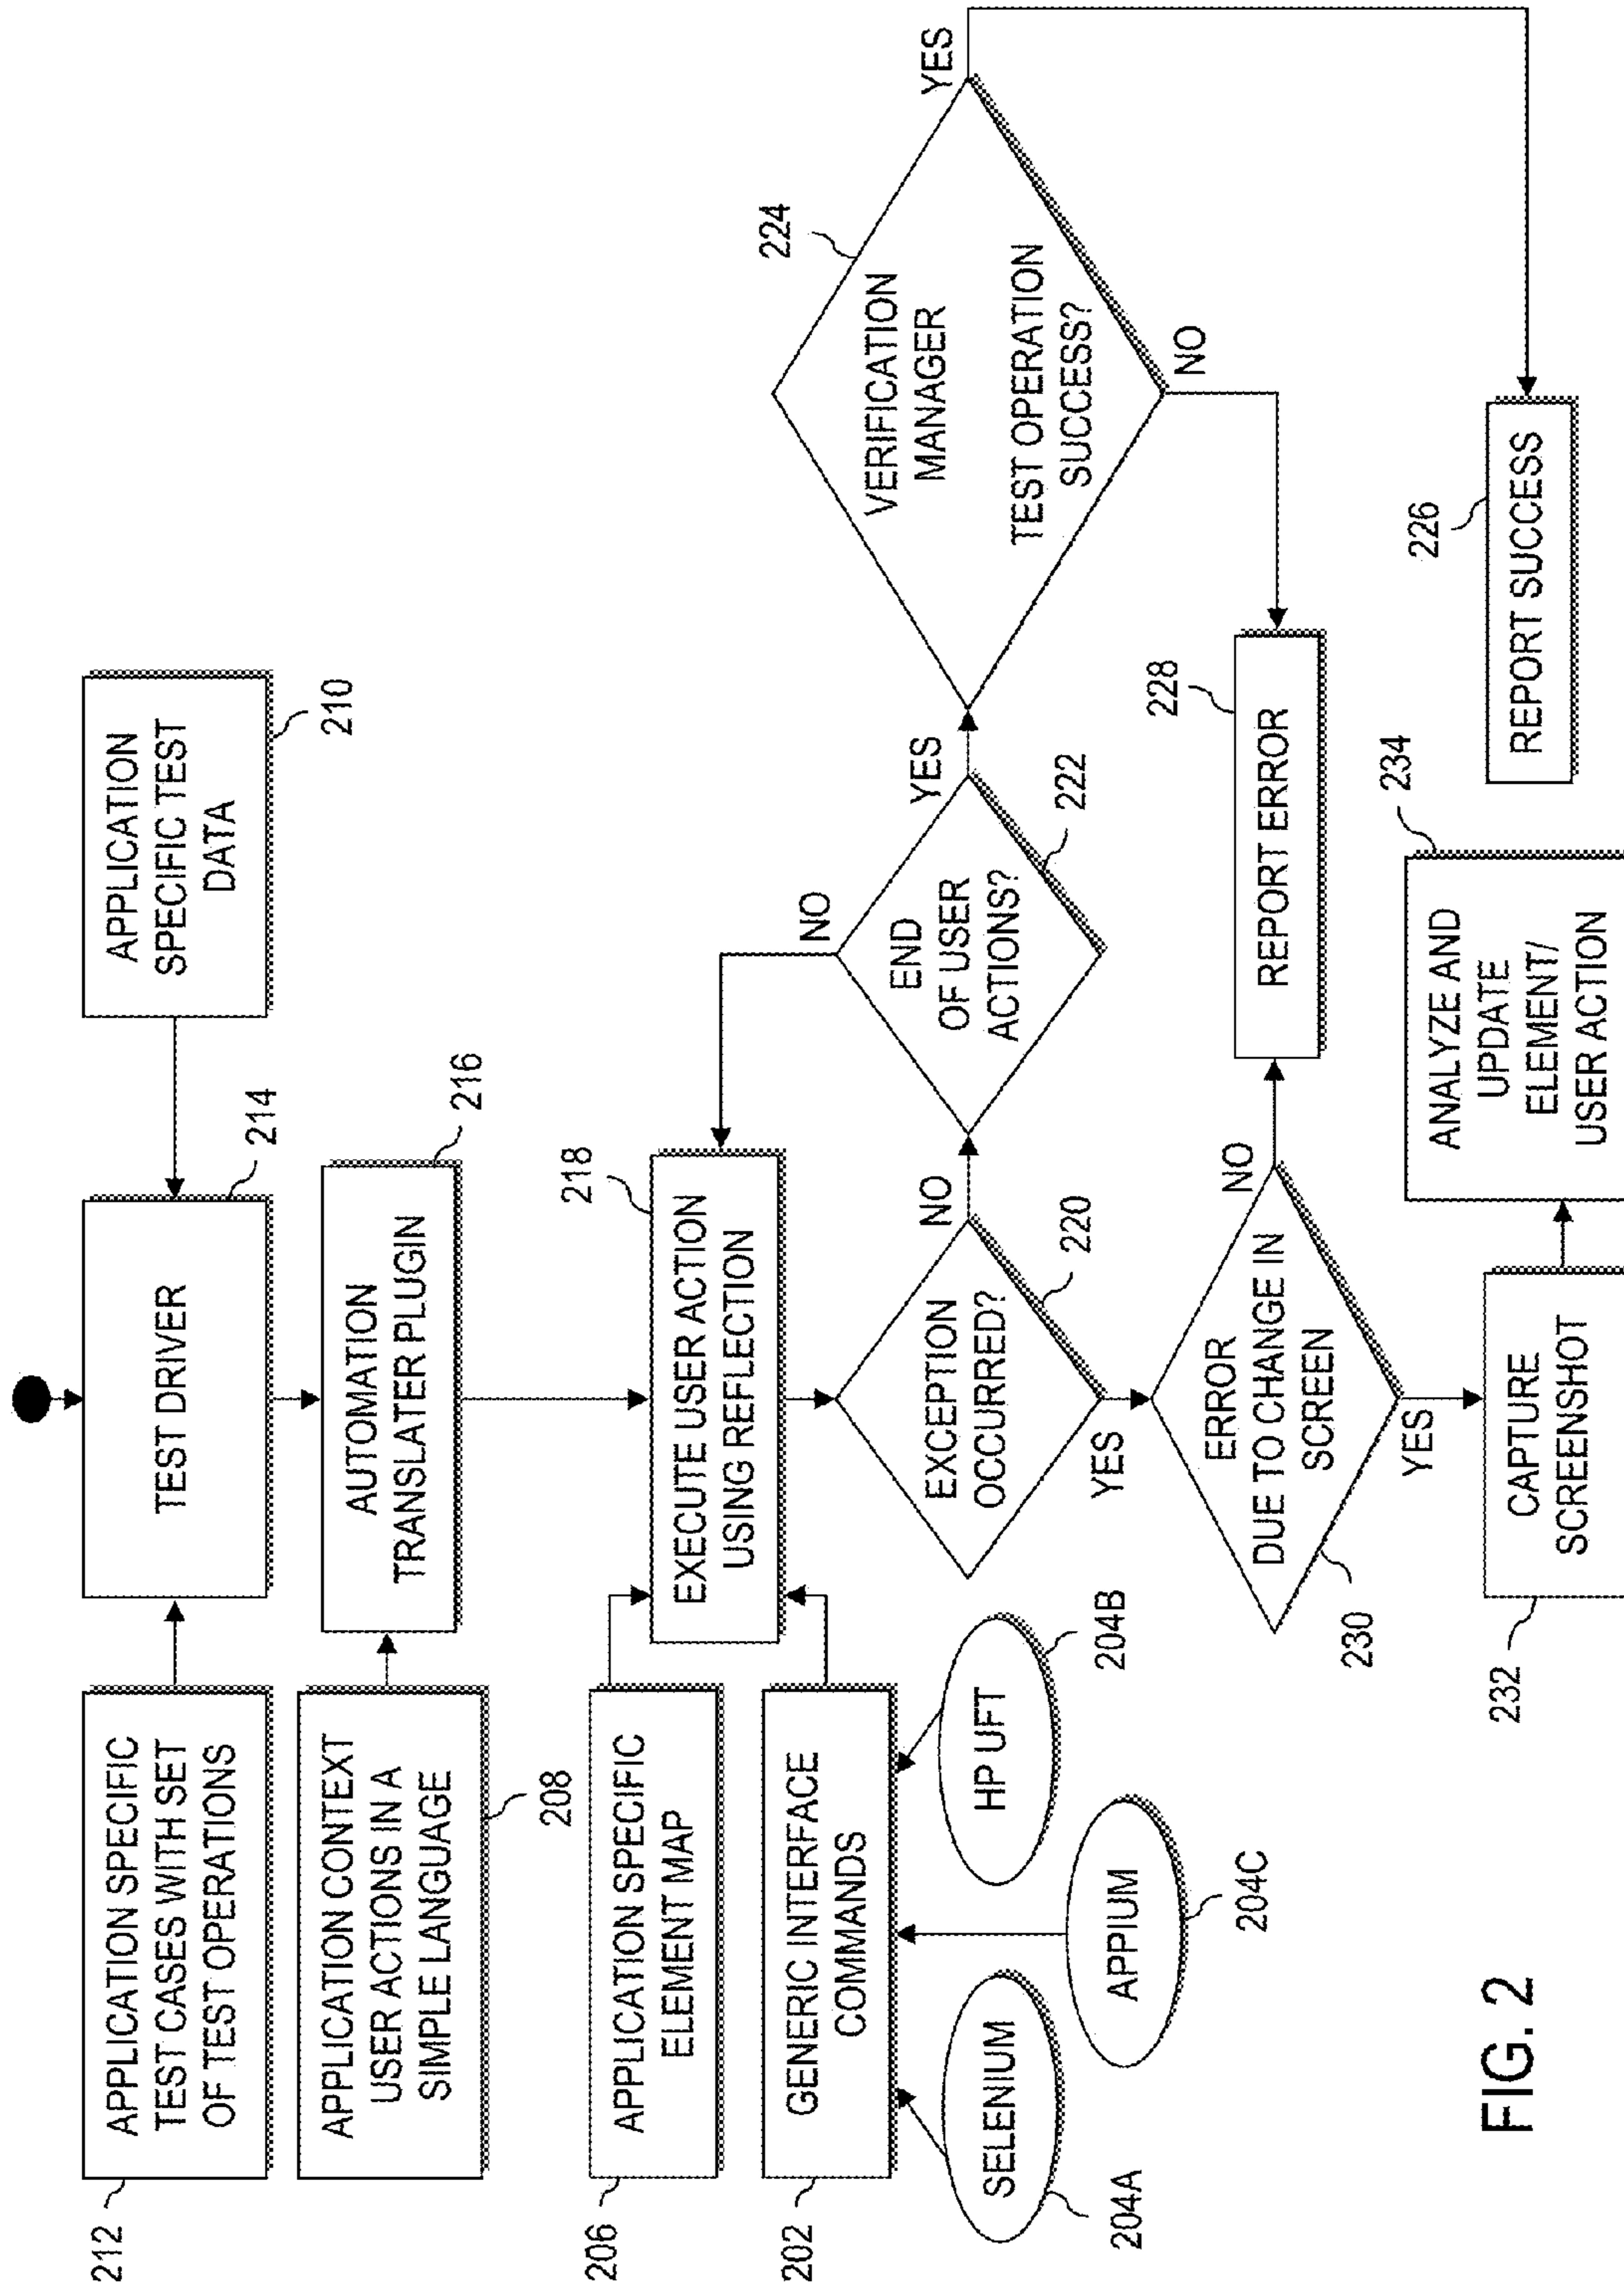 212
APPLICATION SPECIFIC
TEST CASES WITH SET
OF TEST OPERATIONS
TEST DRIVER
214
APPLICATION
SPECIFIC TEST
DATA
210
APPLICATION CONTEXT
USER ACTIONS IN A
SIMPLE LANGUAGE
208
AUTOMATION
TRANSLATER PLUGIN
216
206
APPLICATION SPECIFIC
ELEMENT MAP
202
GENERIC INTERFACE
COMMANDS
EXECUTE USER ACTION
USING REFLECTION
218
204A
SELENIUM
APPIUM
204C
HP UFT
204B
EXCEPTION
OCCURRED?
220
NO
YES
END
OF USER
ACTIONS?
222
NO
YES
VERIFICATION
MANAGER
TEST OPERATION
SUCCESS?
224
YES
NO
230
ERROR
DUE TO CHANGE IN
SCREEN
NO
YES
REPORT ERROR
228
232
CAPTURE
SCREENSHOT
ANALYZE AND
UPDATE
ELEMENT/
USER ACTION
234
REPORT SUCCESS
226
FIG. 2